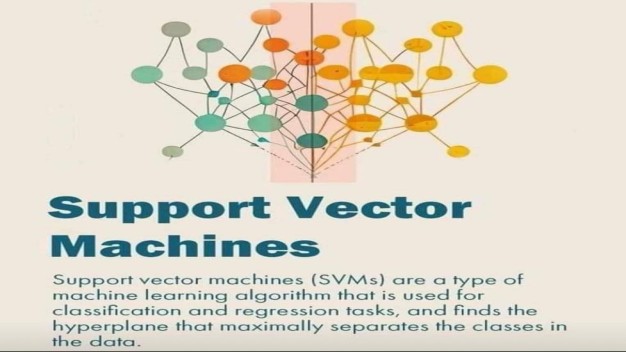 Support Vector
Machines
Support vector machines (SVMs) are a type of
machine learning algorithm that is used for
classification and regression tasks, and finds the
hyperplane that maximally separates the classes in
the data.